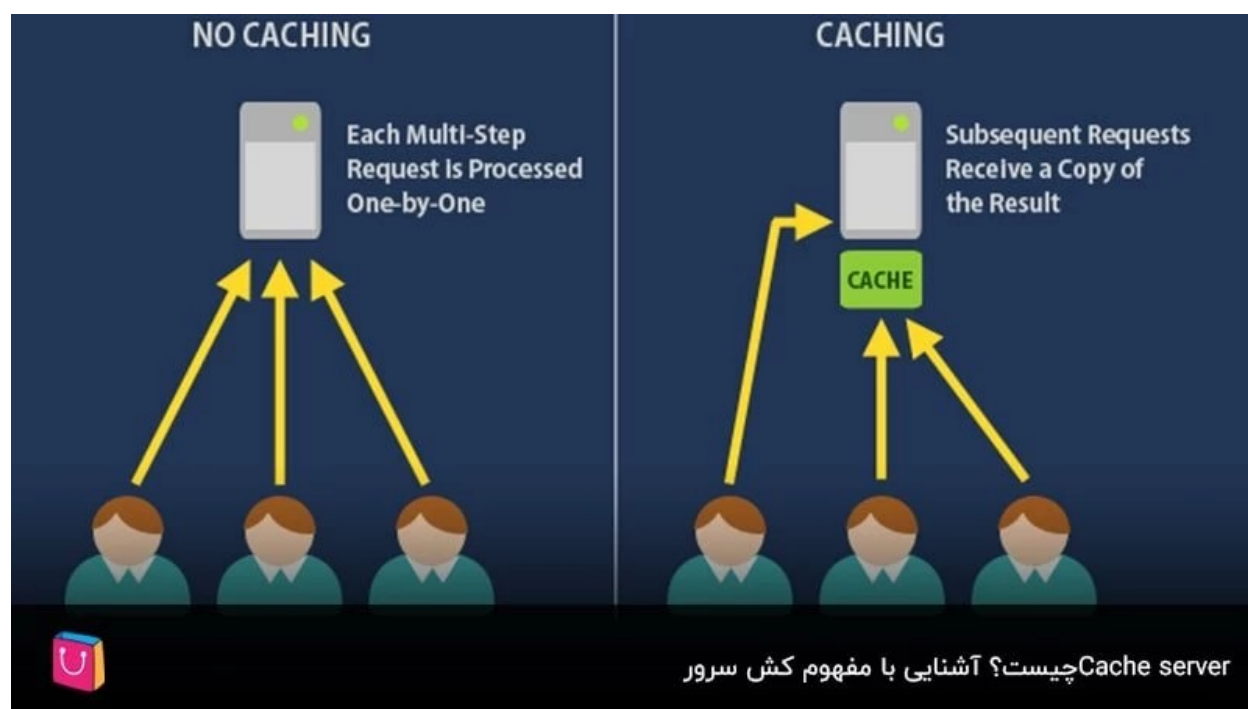 NO CACHING
Each Multi-Step
Request is Processed
One-by-One
CACHING
Subsequent Requests
Receive a Copy of
the Result
CACHE
Cache serverچیست؟ آشنایی با مفهوم کش سرور